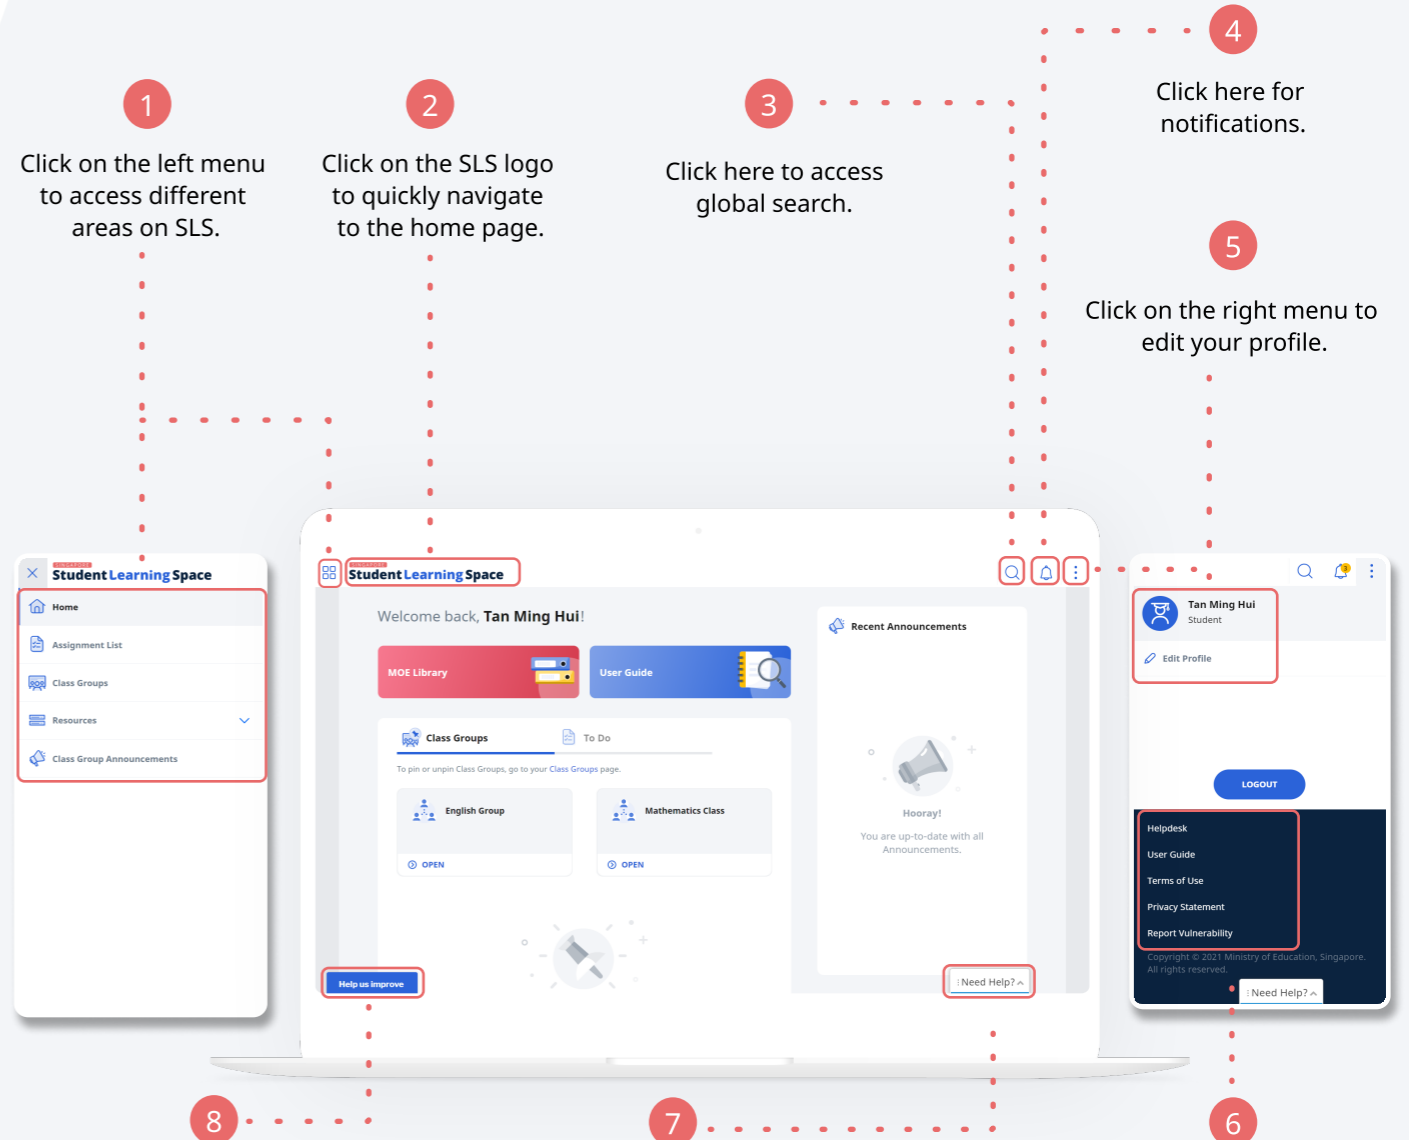 4
Click here for
notifications.
1
Click on the left menu
to access different
areas on SLS.
2
Click on the SLS logo
to quickly navigate
to the home page.
3
Click here to access
global search.
5
Click on the right menu to
edit your profile.
SINGAPORE
Student Learning Space
Home
Assignment List
Class Groups
Resources
Class Group Announcements
SINGAPORE
Student Learning Space
Welcome back, Tan Ming Hui!
MOE Library
User Guide
Class Groups
To Do
To pin or unpin Class Groups, go to your Class Groups page.
English Group
OPEN
Mathematics Class
OPEN
Recent Announcements
Hooray!
You are up-to-date with all
Announcements.
Help us improve
Need Help?
3
Tan Ming Hui
Student
Edit Profile
LOGOUT
Helpdesk
User Guide
Terms of Use
Privacy Statement
Report Vulnerability
Copyright © 2021 Ministry of Education, Singapore.
All rights reserved.
Need Help?
8
7
6